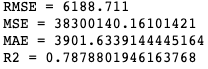 RMSE = 6188.711
MSE = 38300140.16101421
MAE = 3901.6339144445164
R2 = 0.7878801946163768